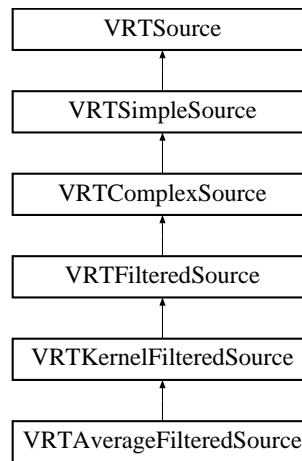 VRTSource
VRTSimpleSource
VRTComplexSource
VRTFilteredSource
VRTKernelFilteredSource
VRTAverageFilteredSource